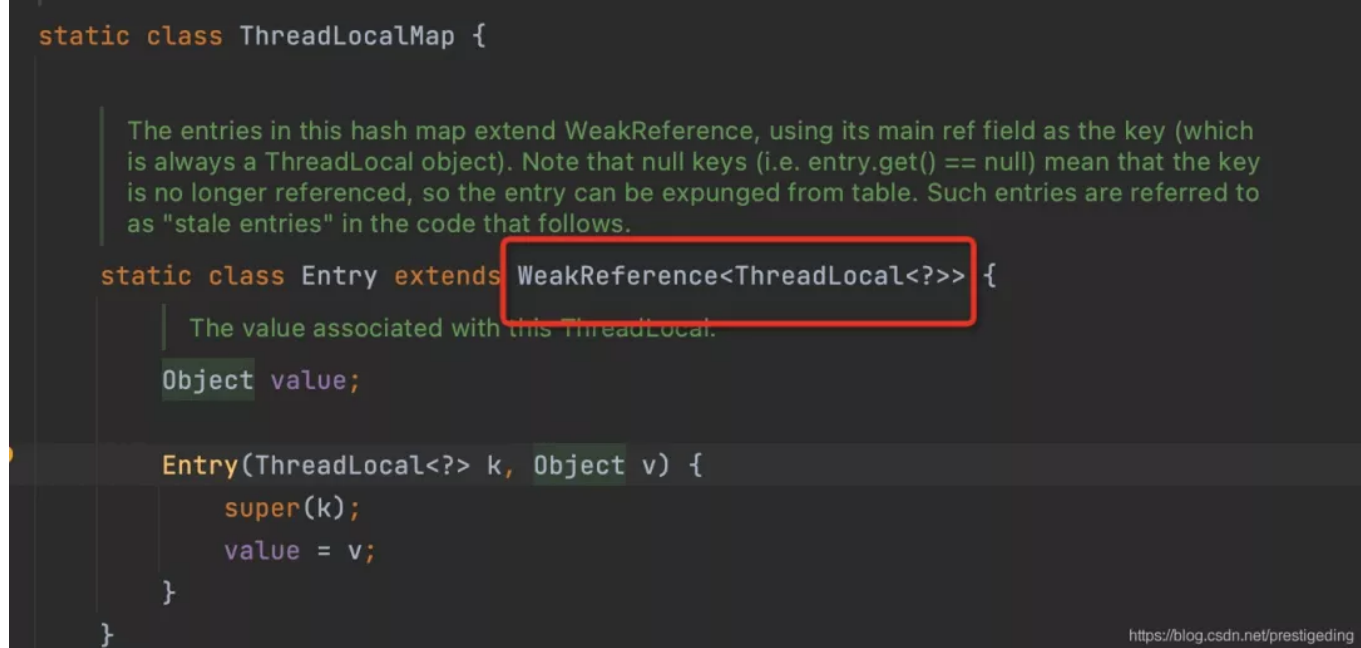 static class ThreadLocalMap {
The entries in this hash map extend WeakReference, using its main ref field as the key (which
is always a ThreadLocal object). Note that null keys (i.e. entry.get() == null) mean that the key
is no longer referenced, so the entry can be expunged from table. Such entries are referred to
as "stale entries" in the code that follows.
static class Entry extends WeakReference<ThreadLocal<?>> {
The value associated with this ThreadLocal.
Object value;
Entry(ThreadLocal<?> k, Object v) {
super(k);
value = v;
}
}
https://blog.csdn.net/prestigeding